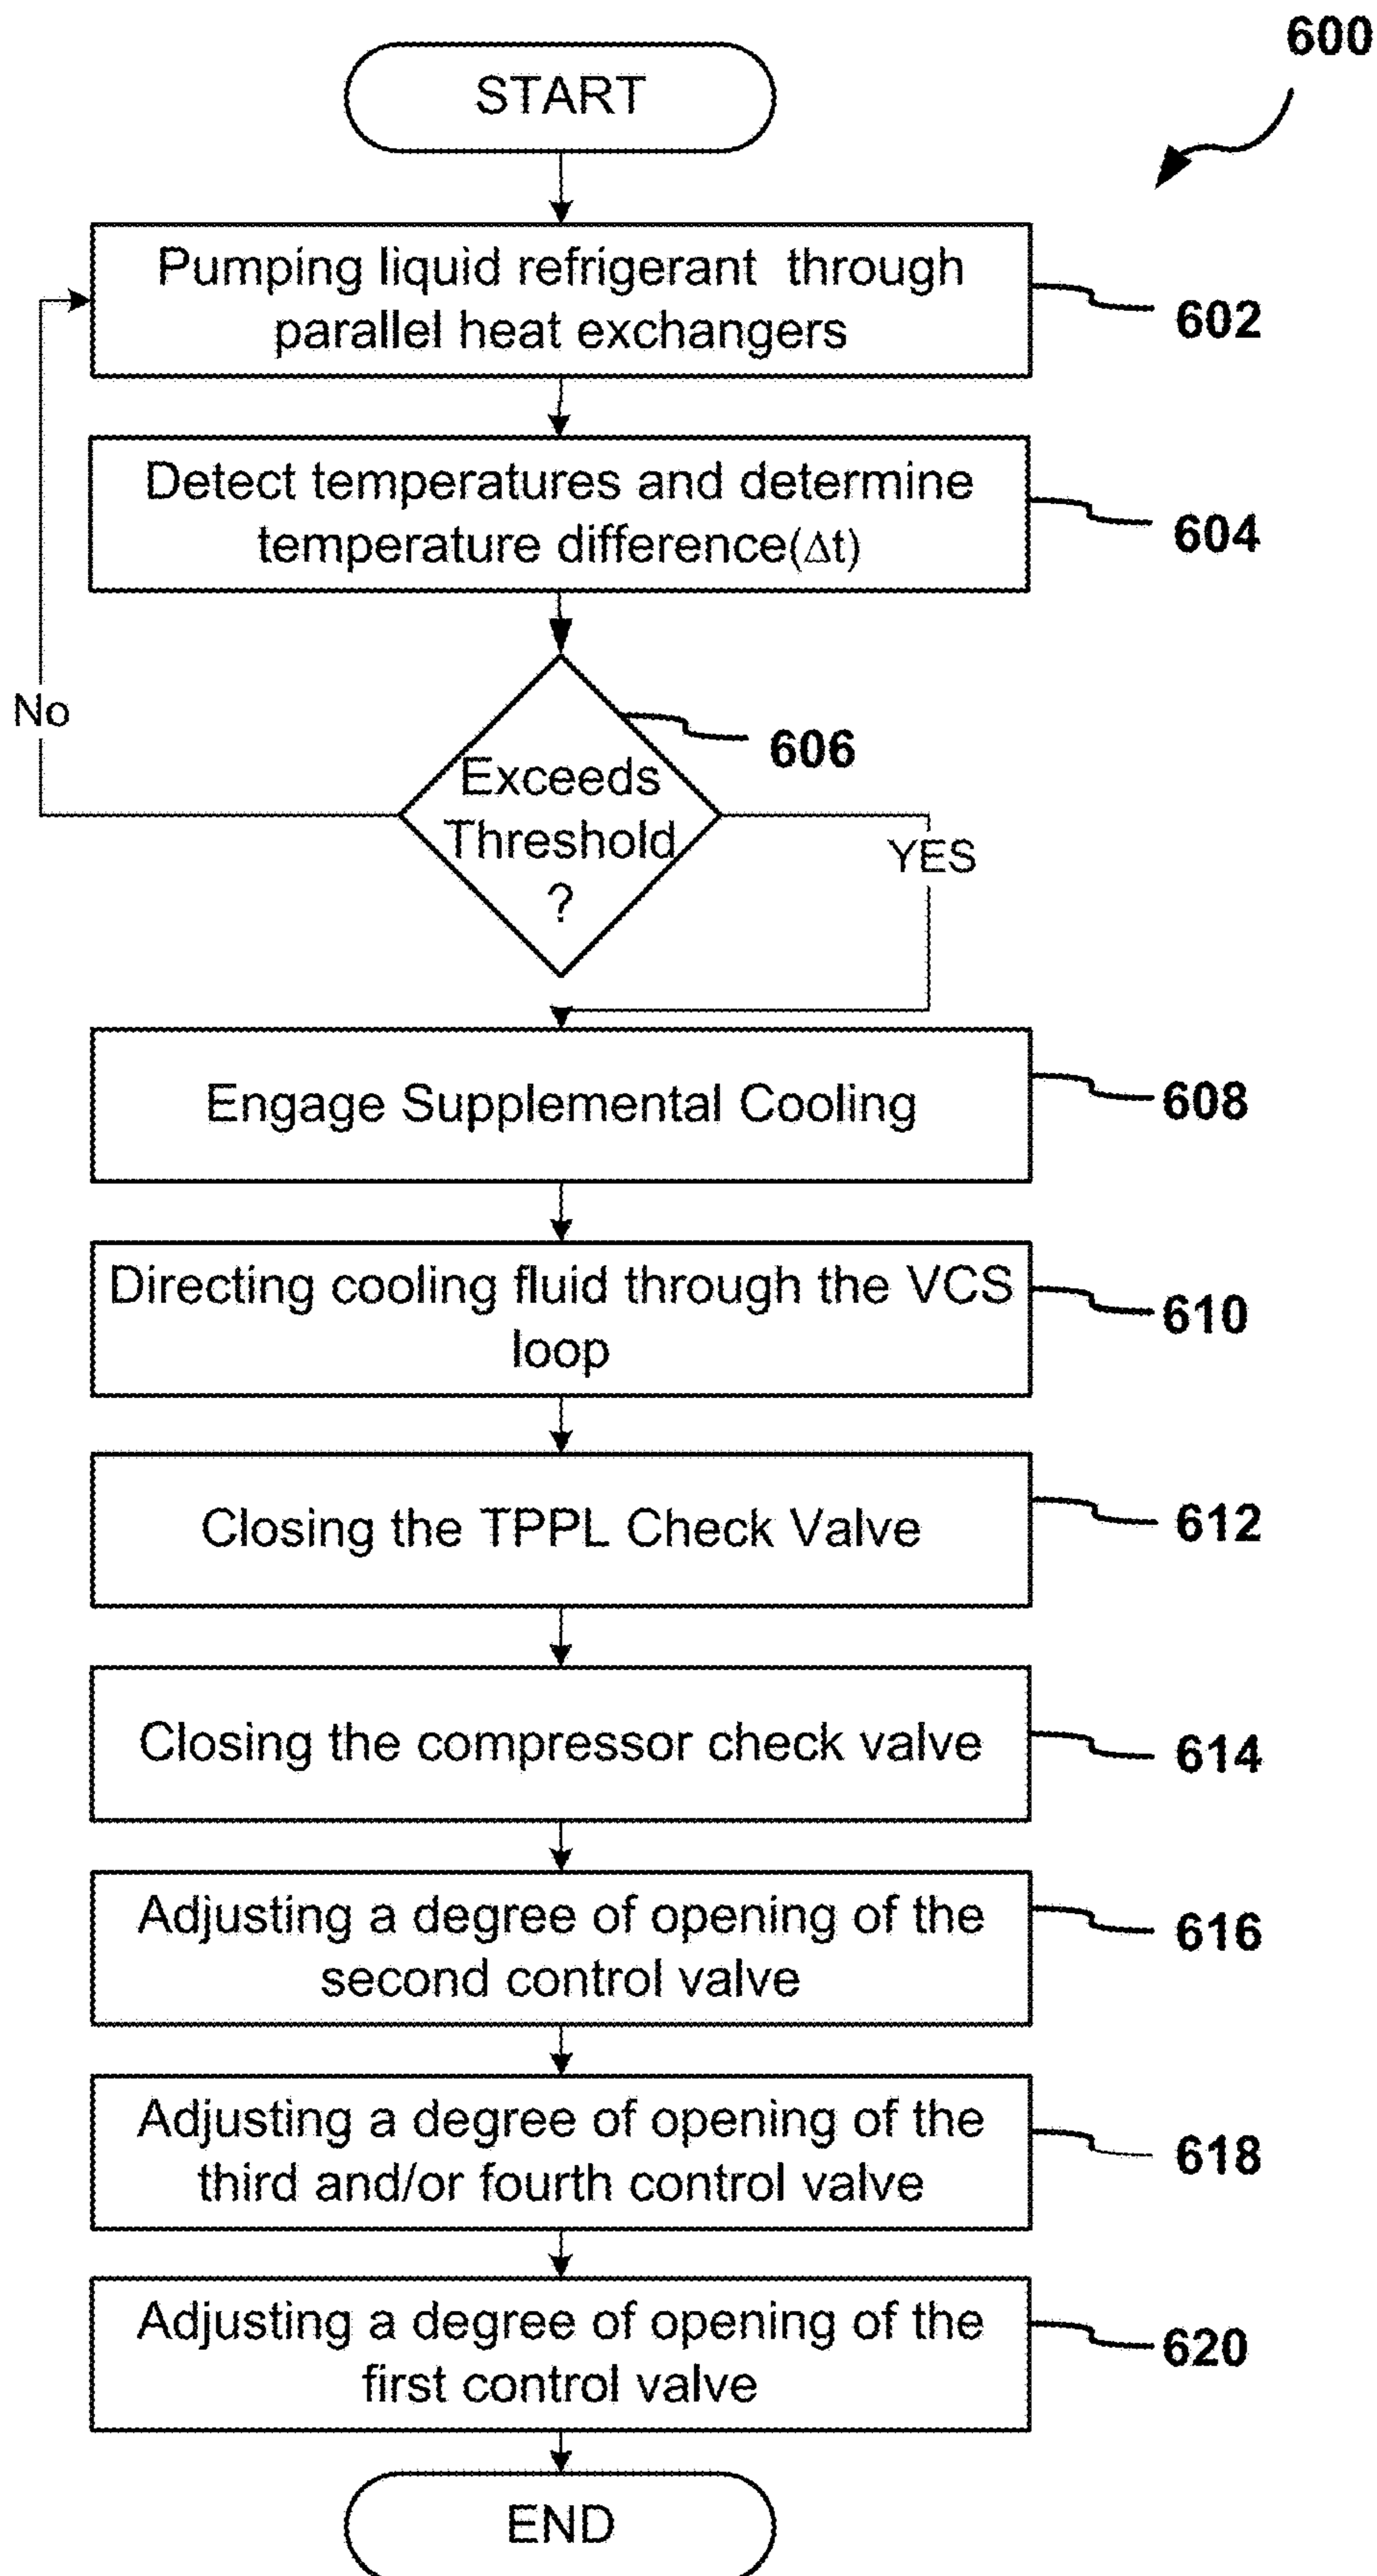 600
START
Pumping liquid refrigerant through
parallel heat exchangers
602
Detect temperatures and determine
temperature difference(Δt)
604
No
606
Exceeds
Threshold
?
YES
Engage Supplemental Cooling
608
Directing cooling fluid through the VCS
loop
610
Closing the TPPL Check Valve
612
Closing the compressor check valve
614
Adjusting a degree of opening of the
second control valve
616
Adjusting a degree of opening of the
third and/or fourth control valve
618
Adjusting a degree of opening of the
first control valve
620
END